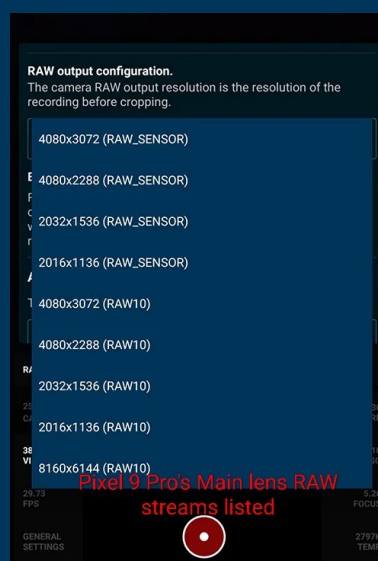 RAW output configuration.
The camera RAW output resolution is the resolution of the
recording before cropping.
4080x3072 (RAW_SENSOR)
4080x2288 (RAW_SENSOR)
2032x1536 (RAW_SENSOR)
2016x1136 (RAW_SENSOR)
4080x3072 (RAW10)
4080x2288 (RAW10)
2032x1536 (RAW10)
2016x1136 (RAW10)
8160x6144 (RAW10)
Pixel 9 Pro's Main lens RAW
streams listed
29.73
FPS
GENERAL
SETTINGS
2797K
TEMP